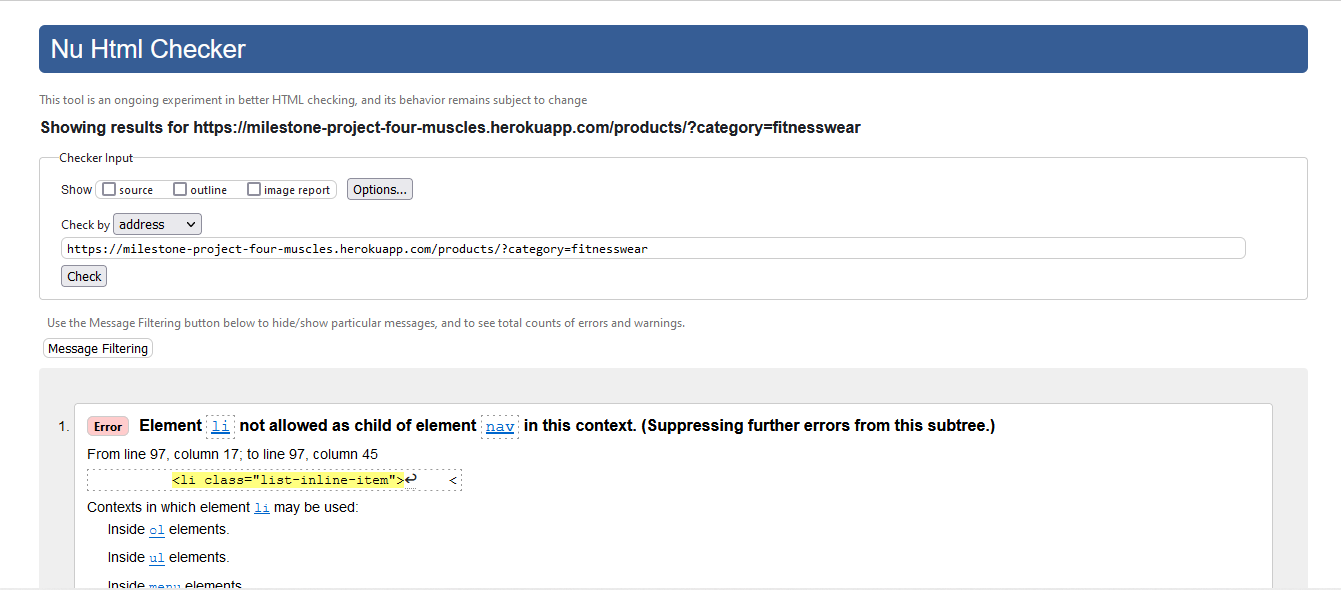 Nu Html Checker
This tool is an ongoing experiment in better HTML checking, and its behavior remains subject to change
Showing results for https://milestone-project-four-muscles.herokuapp.com/products/?category=fitnesswear
Checker Input
Show source outline image report Options...
Check by address
https://milestone-project-four-muscles.herokuapp.com/products/?category=fitnesswear
Check
Use the Message Filtering button below to hide/show particular messages, and to see total counts of errors and warnings.
Message Filtering
1. Error Element li not allowed as child of element nav in this context. (Suppressing further errors from this subtree.)
From line 97, column 17; to line 97, column 45
<li class="list-inline-item">↩ <
Contexts in which element li may be used:
Inside ol elements.
Inside ul elements.
Inside menu elements.